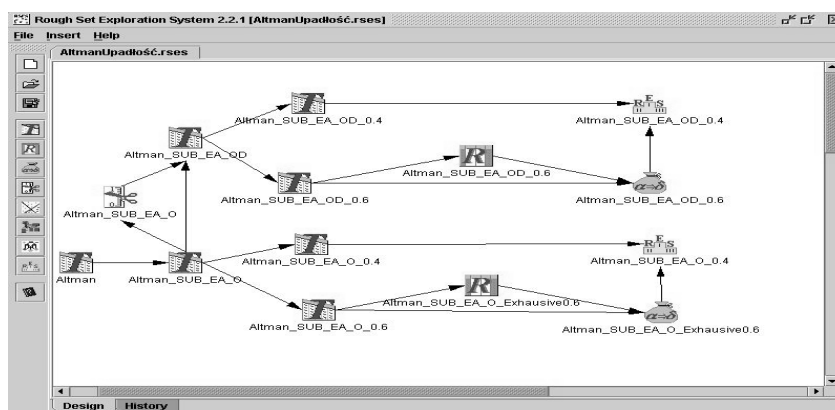 Rough Set Exploration System 2.2.1 [AltmanUpadłość.rses]
File Insert Help
AltmanUpadłość.rses
Altman_SUB_EA_OD_0.4
RES
Altman_SUB_EA_OD_0.4
Altman_SUB_EA_OD
R
Altman_SUB_EA_OD_0.6
Altman_SUB_EA_OD_0.6
α⇒δ
Altman_SUB_EA_OD_0.6
Altman_SUB_EA_O
Altman_SUB_EA_O_0.4
RES
Altman_SUB_EA_O_0.4
Altman
Altman_SUB_EA_O
R
Altman_SUB_EA_O_Exhausive0.6
Altman_SUB_EA_O_0.6
α⇒δ
Altman_SUB_EA_O_Exhausive0.6
Design History